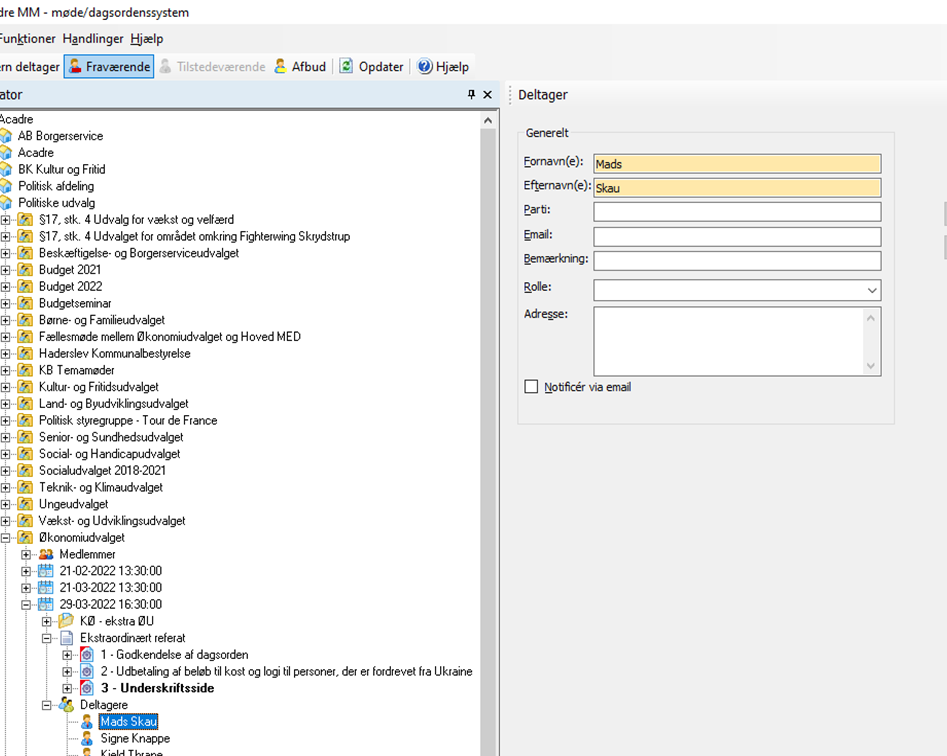 dre MM - møde/dagsordenssystem
Funktioner Handlinger Hjælp
rn deltager Fraværende Tilstedeværende Afbud Opdater Hjælp
ator
Deltager
Acadre
AB Borgerservice
Acadre
BK Kultur og Fritid
Politisk afdeling
Politiske udvalg
§17, stk. 4 Udvalg for vækst og velfærd
§17, stk. 4 Udvalget for området omkring Fighterwing Skrydstrup
Beskæftigelse- og Borgerserviceudvalget
Budget 2021
Budget 2022
Budgetseminar
Børne- og Familieudvalget
Fællesmøde mellem Økonomiudvalget og Hoved MED
Haderslev Kommunalbestyrelse
KB Temamøder
Kultur- og Fritidsudvalget
Land- og Byudviklingsudvalget
Politisk styregruppe - Tour de France
Senior- og Sundhedsudvalget
Social- og Handicapudvalget
Socialudvalget 2018-2021
Teknik- og Klimaudvalget
Ungeudvalget
Vækst- og Udviklingsudvalget
Økonomiudvalget
Medlemmer
21-02-2022 13:30:00
21-03-2022 13:30:00
29-03-2022 16:30:00
KØ - ekstra ØU
Ekstraordinært referat
1 - Godkendelse af dagsorden
2 - Udbetaling af beløb til kost og logi til personer, der er fordrevet fra Ukraine
3 - Underskriftsside
Deltagere
Mads Skau
Signe Knappe
Kjeld Thrane
Generelt
Fornavn(e): Mads
Efternavn(e): Skau
Parti:
Email:
Bemærkning:
Rolle:
Adresse:
Notificér via email